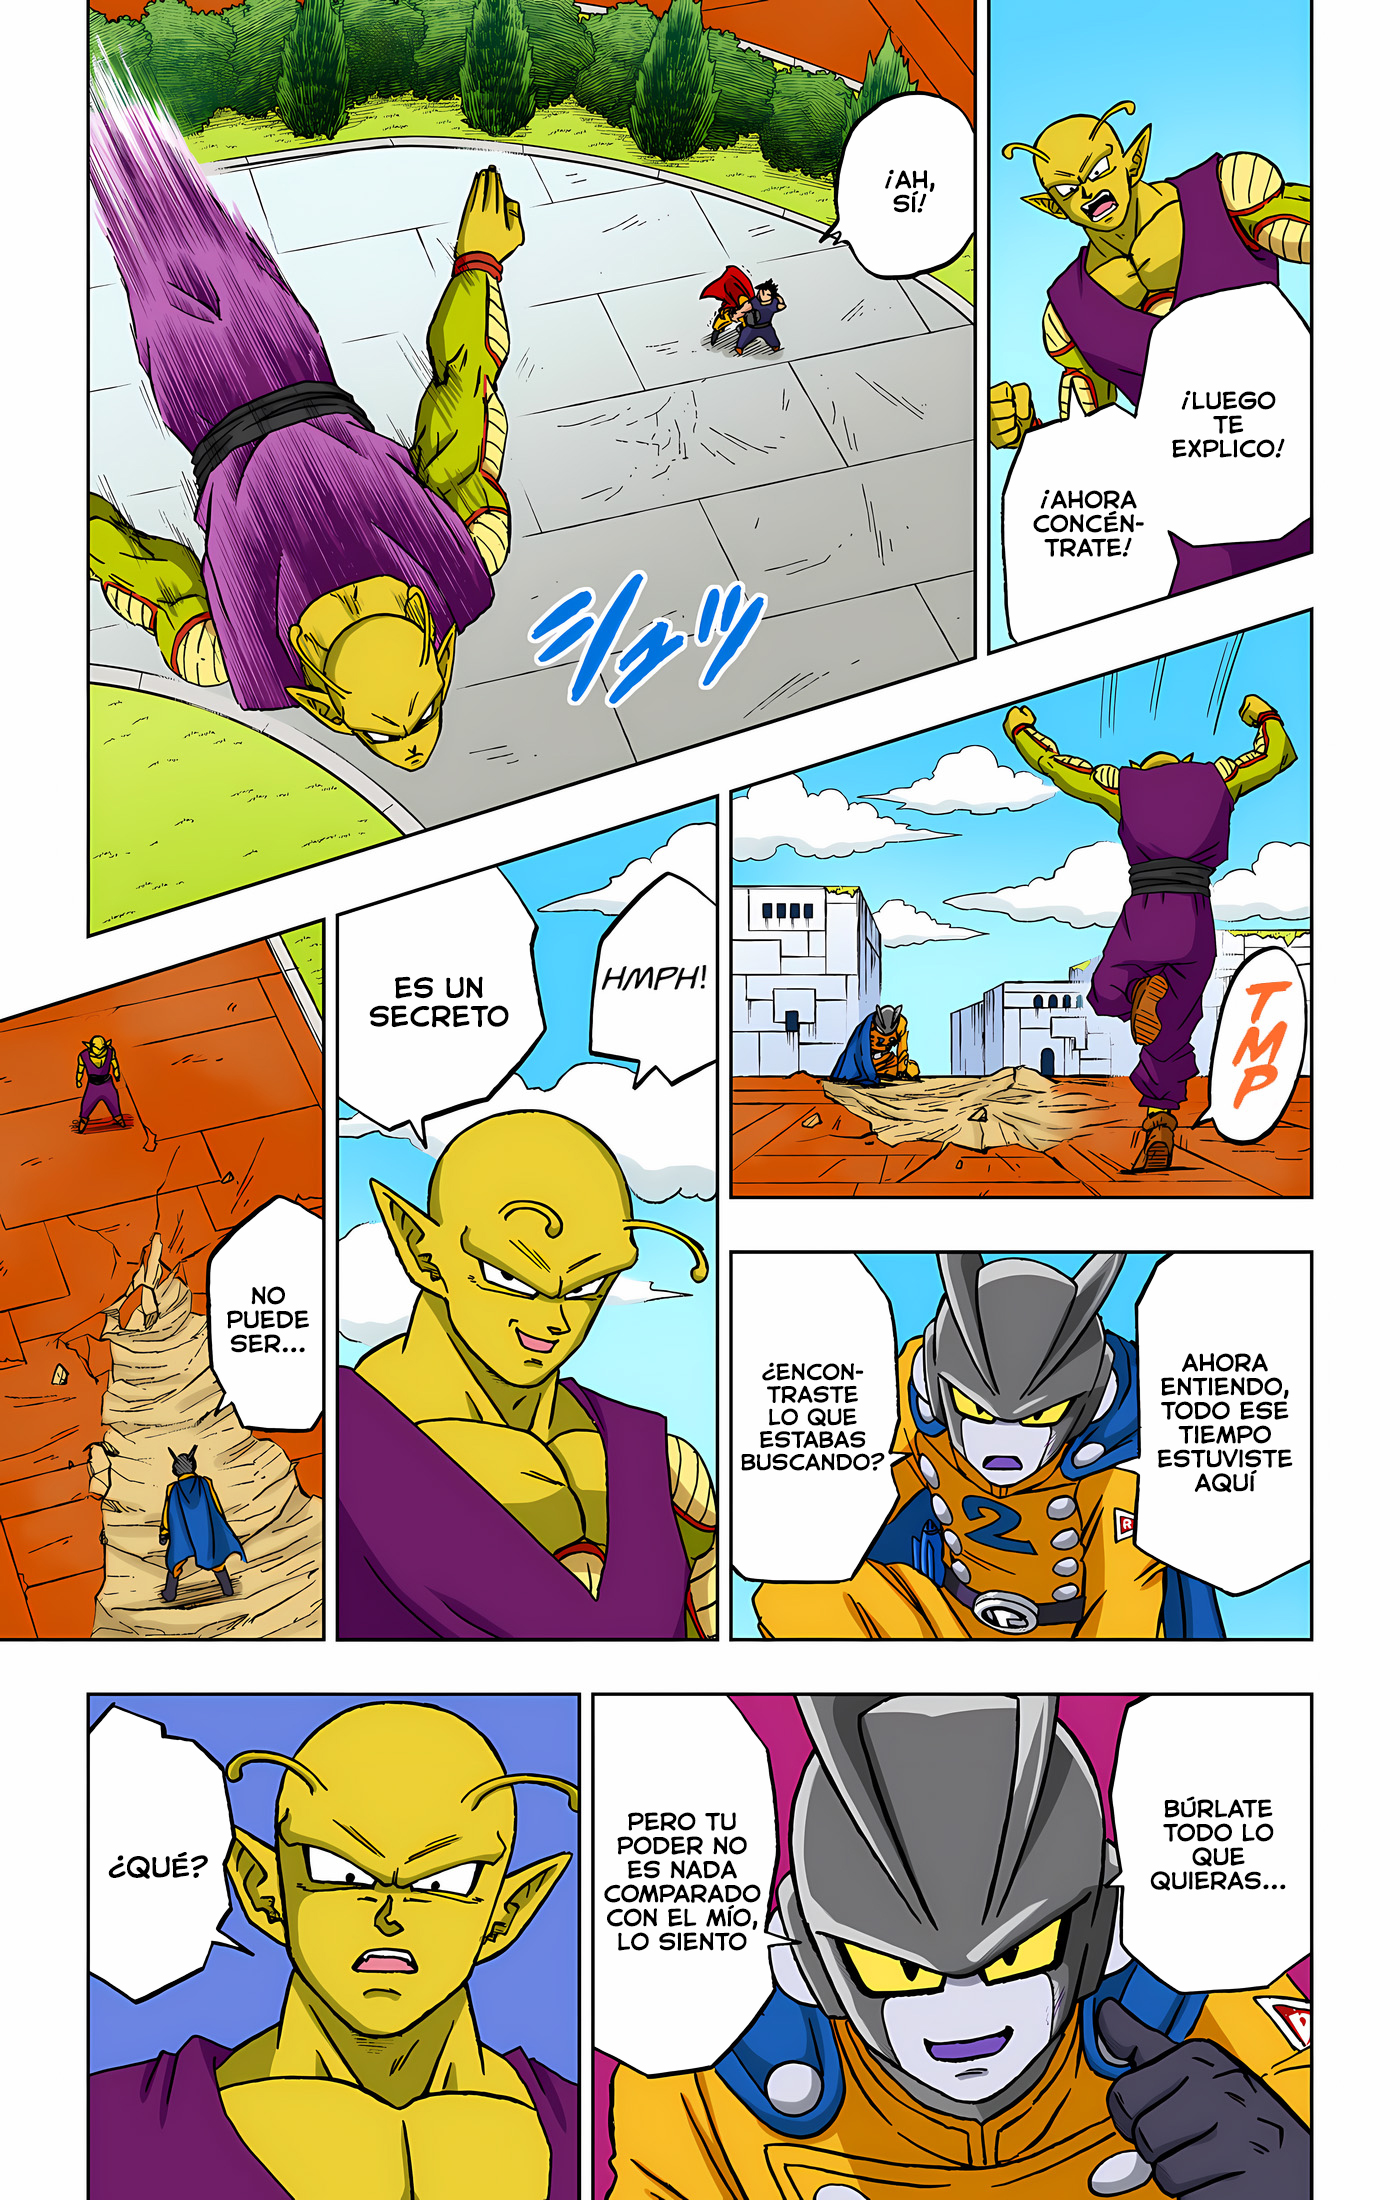 ¡LUEGO
TE
EXPLICO!
¡AHORA
CONCÉN-
TRATE!
¡AH,
SÍ!
シュッ
TMP
HMPH!
ES UN
SECRETO
NO
PUEDE
SER...
AHORA
ENTIENDO,
TODO ESE
TIEMPO
ESTUVISTE
AQUÍ
¿ENCON-
TRASTE
LO QUE
ESTABAS
BUSCANDO?
2
R
BÚRLATE
TODO LO
QUE
QUIERAS...
PERO TU
PODER NO
ES NADA
COMPARADO
CON EL MÍO,
LO SIENTO
R
¿QUÉ?